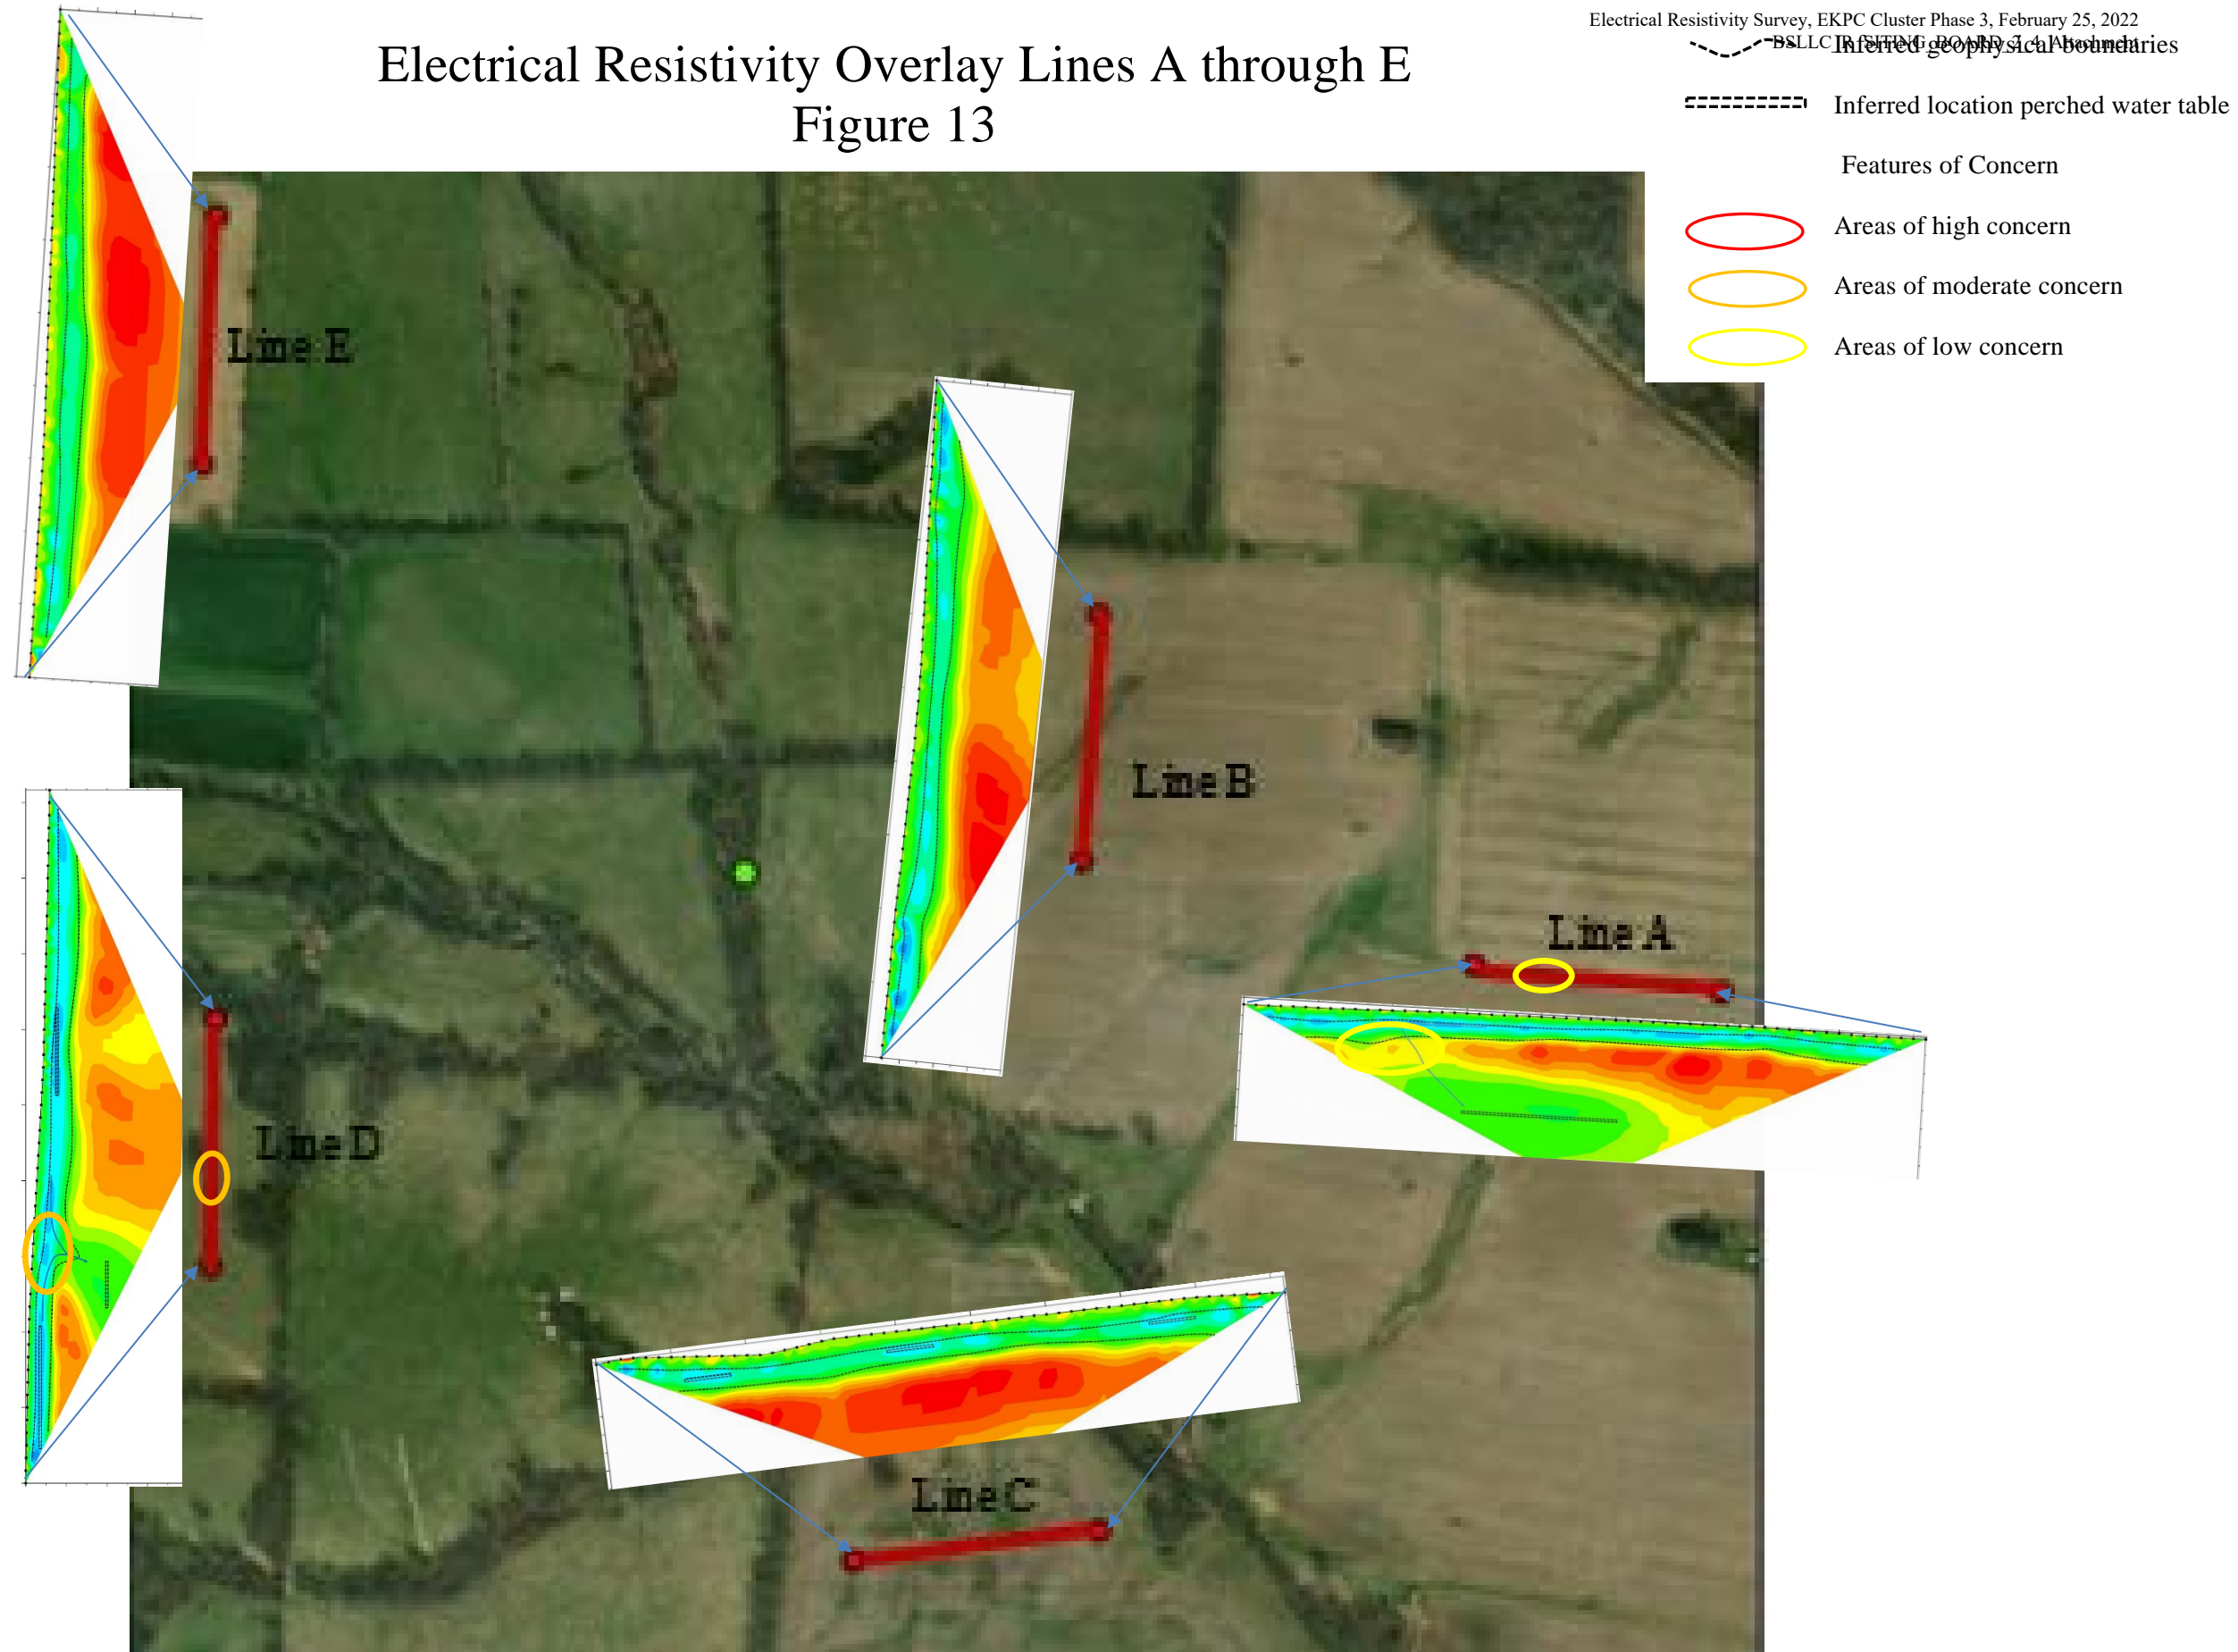 Electrical Resistivity Survey, EKPC Cluster Phase 3, February 25, 2022
Electrical Resistivity Overlay Lines A through E
Figure 13
Inferred geophysical boundaries
Inferred location perched water table
Features of Concern
Areas of high concern
Areas of moderate concern
Areas of low concern
Line E
Line B
Line A
Line D
Line C